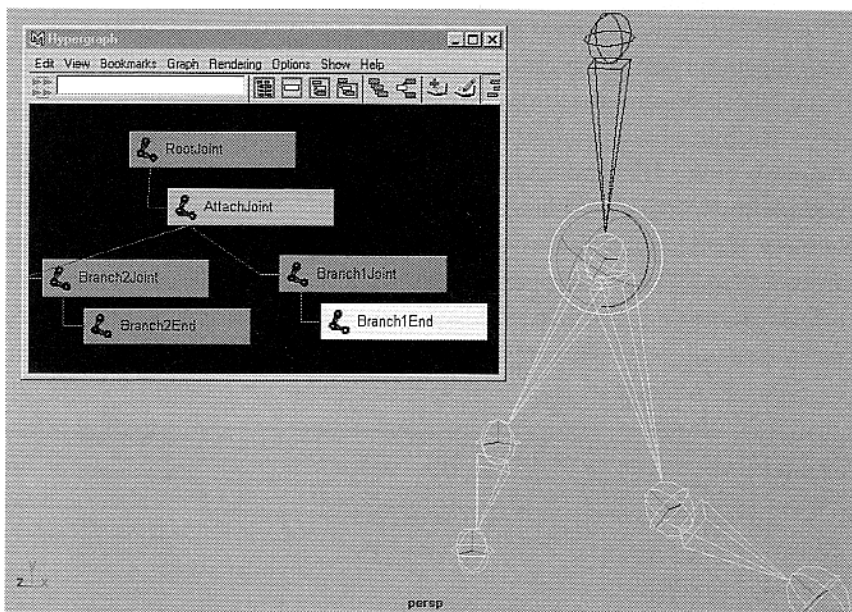 Hypergraph
Edit View Bookmarks Graph Rendering Options Show Help
RootJoint
AttachJoint
Branch2Joint
Branch1Joint
Branch2End
Branch1End
y
z x
persp